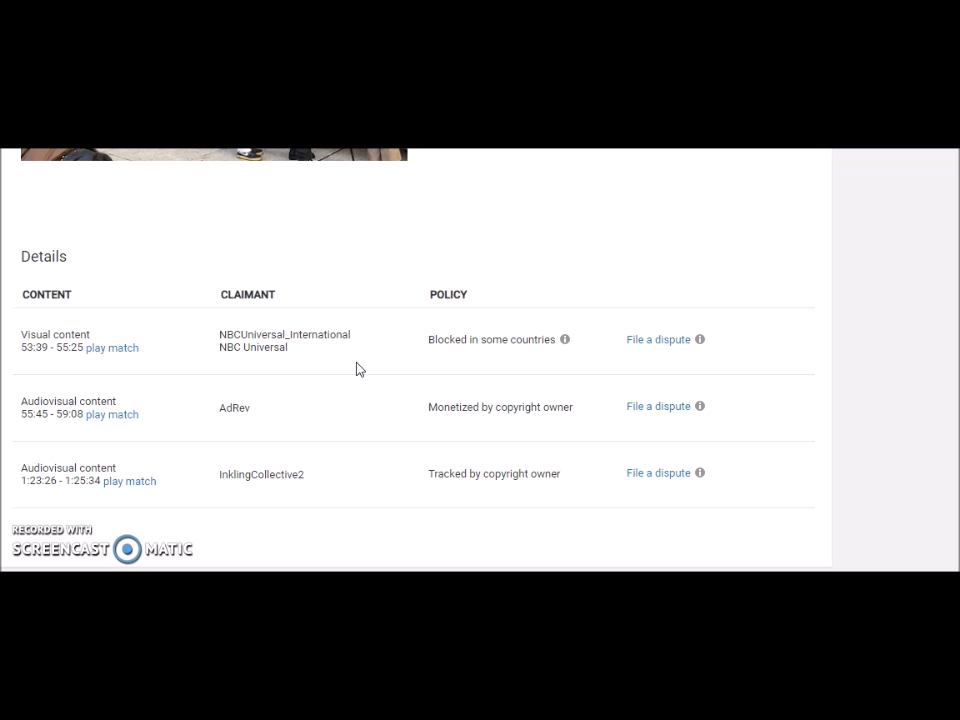 Details
CONTENT CLAIMANT POLICY
Visual content
53:39 - 55:25 play match
NBCUniversal_International
NBC Universal
Blocked in some countries
File a dispute
Audiovisual content
55:45 - 59:08 play match
AdRev
Monetized by copyright owner
File a dispute
Audiovisual content
1:23:26 - 1:25:34 play match
InklingCollective2
Tracked by copyright owner
File a dispute
RECORDED WITH
SCREENCAST MATIC